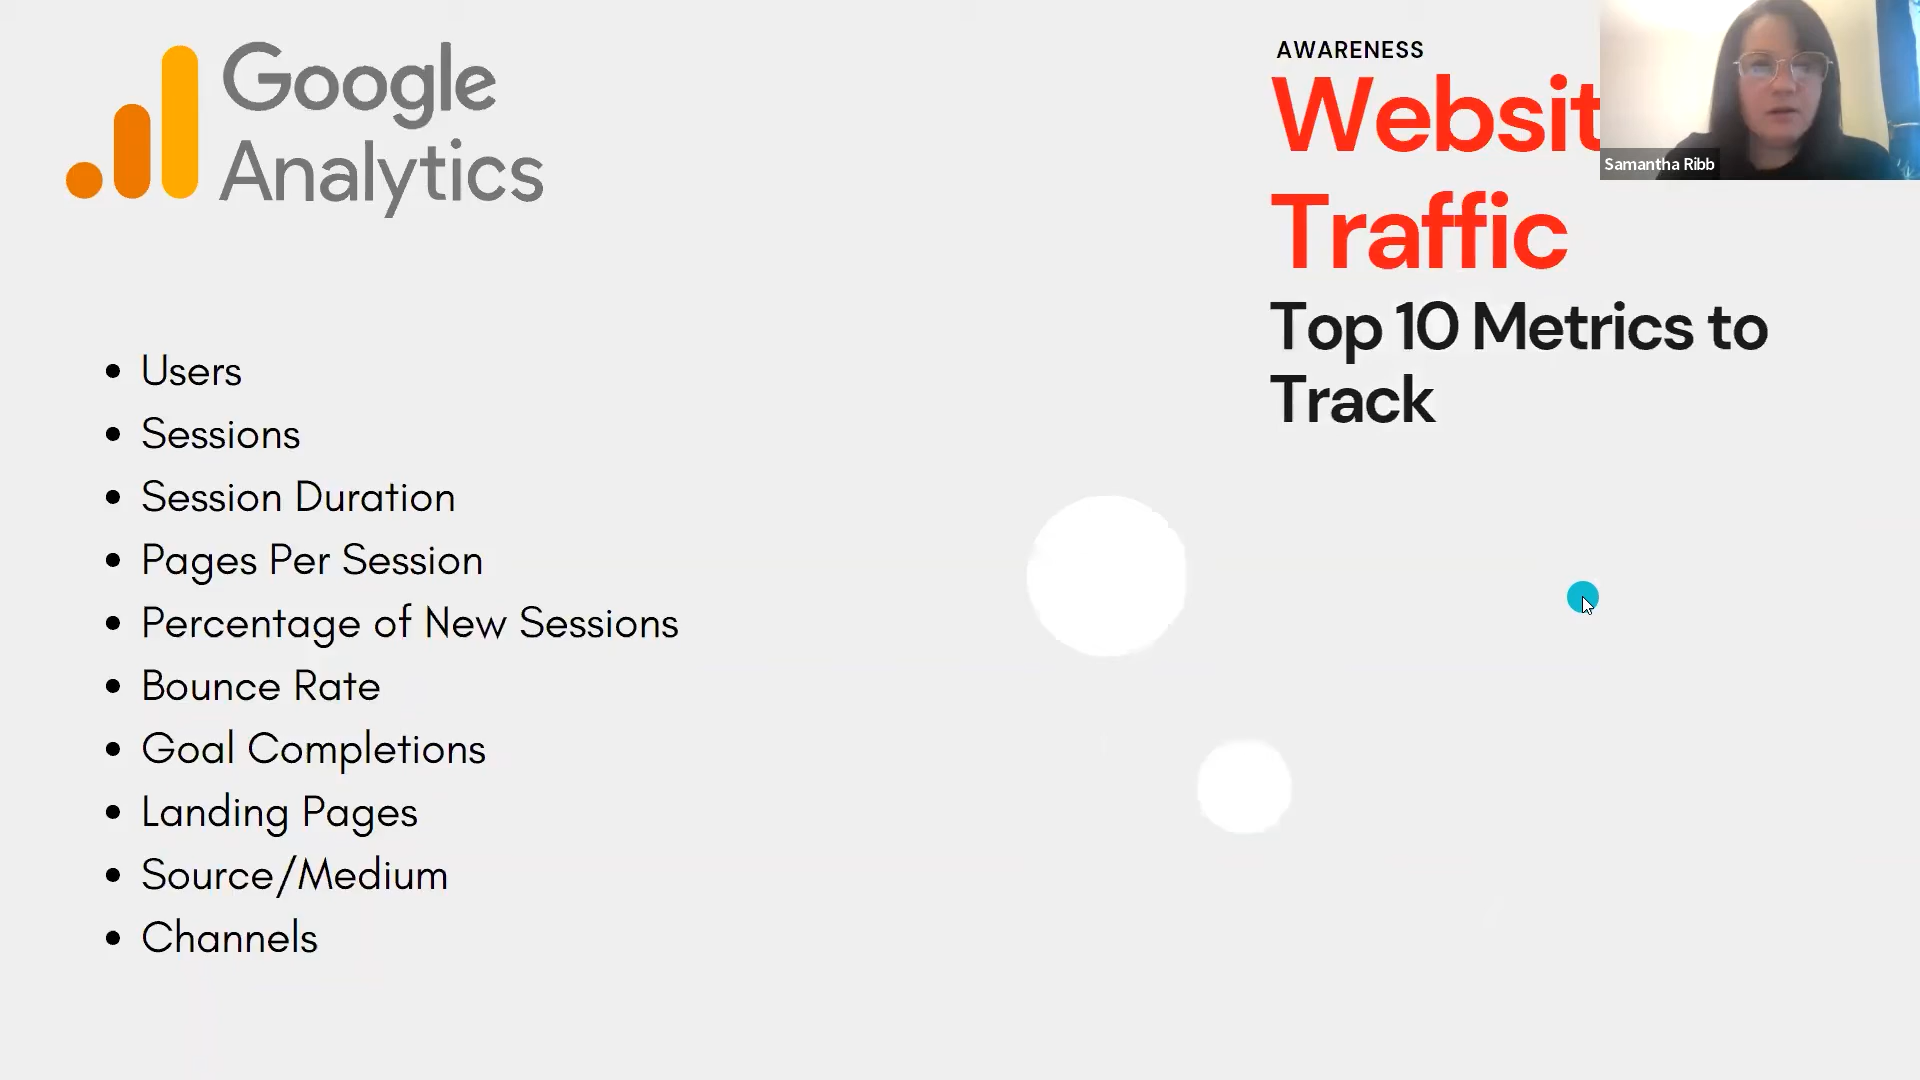 Google
Analytics
AWARENESS
Websit
Traffic
Top 10 Metrics to
Track
Samantha Ribb
• Users
• Sessions
• Session Duration
• Pages Per Session
• Percentage of New Sessions
• Bounce Rate
• Goal Completions
• Landing Pages
• Source/Medium
• Channels